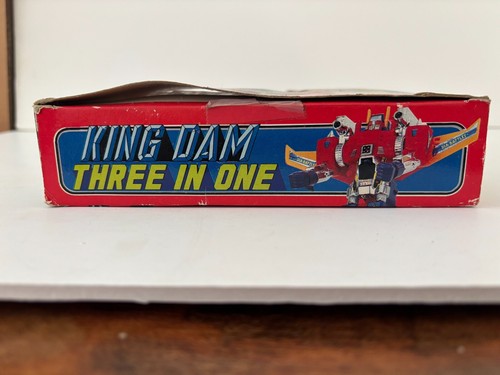 KING DAM
THREE IN ONE